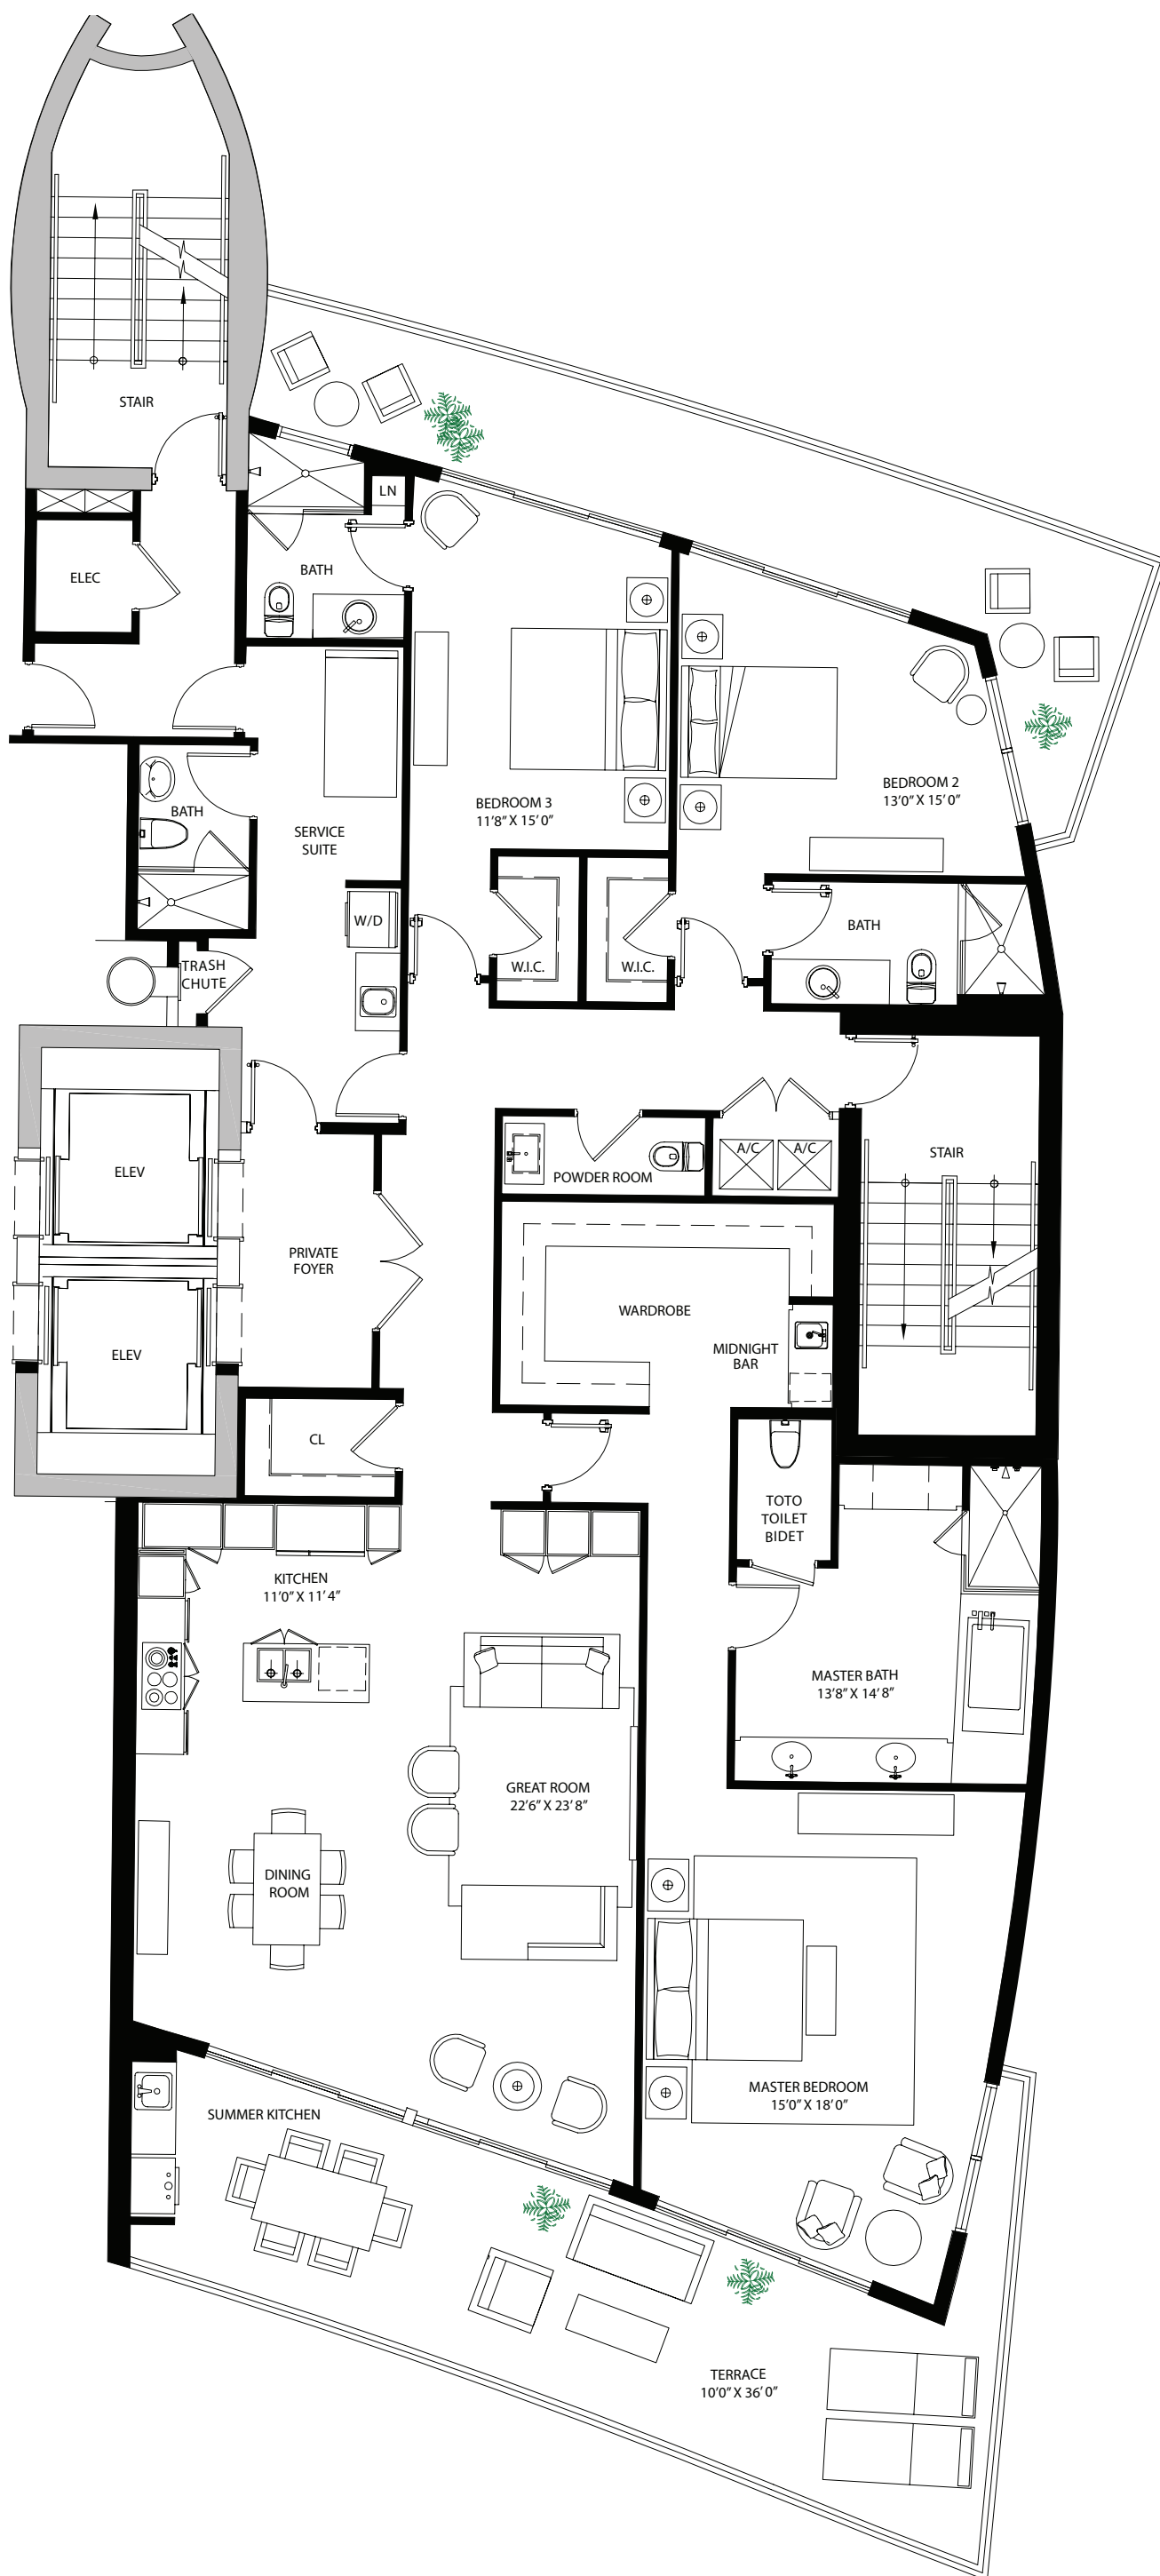 STAIR
LN
ELEC
BATH
BEDROOM 2
13'0" X 15'0"
BEDROOM 3
11'8" X 15'0"
BATH
SERVICE
SUITE
W/D
BATH
W.I.C.
W.I.C.
TRASH
CHUTE
ELEV
A/C
A/C
STAIR
POWDER ROOM
PRIVATE
FOYER
WARDROBE
ELEV
MIDNIGHT
BAR
CL
TOTO
TOILET
BIDET
KITCHEN
11'0" X 11'4"
MASTER BATH
13'8" X 14'8"
GREAT ROOM
22'6" X 23'8"
DINING
ROOM
MASTER BEDROOM
15'0" X 18'0"
SUMMER KITCHEN
TERRACE
10'0" X 36'0"